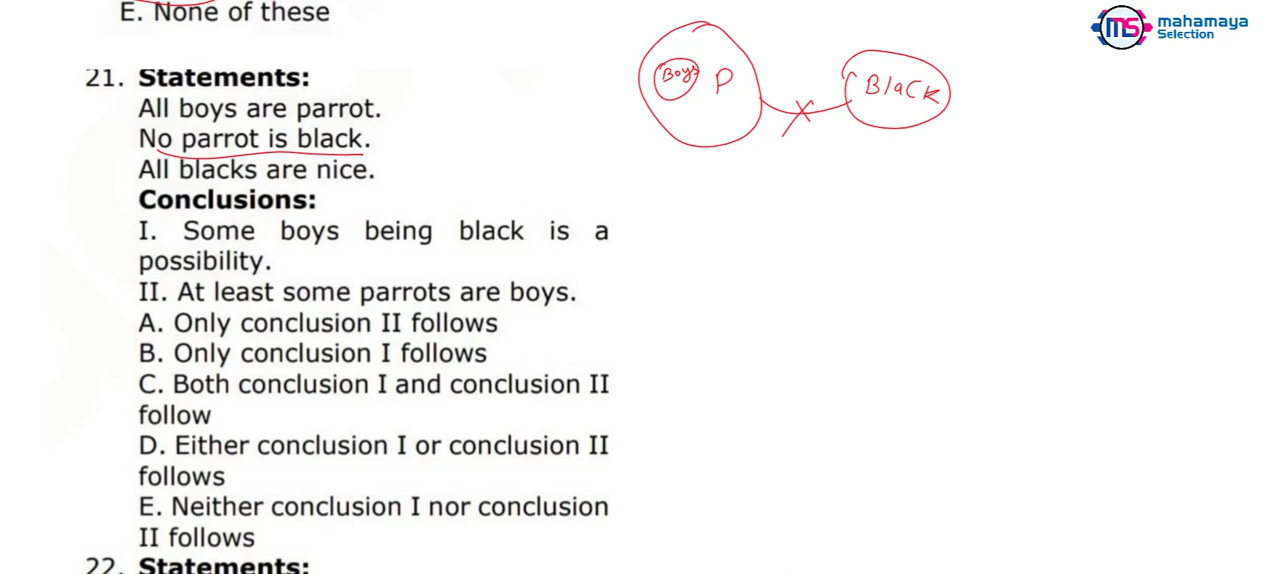 E. None of these
mahamaya
MS Selection
21. Statements:
All boys are parrot.
No parrot is black.
All blacks are nice.
Conclusions:
I. Some boys being black is a
possibility.
II. At least some parrots are boys.
A. Only conclusion II follows
B. Only conclusion I follows
C. Both conclusion I and conclusion II
follow
D. Either conclusion I or conclusion II
follows
E. Neither conclusion I nor conclusion
II follows
22. Statements:
Boys P
Black